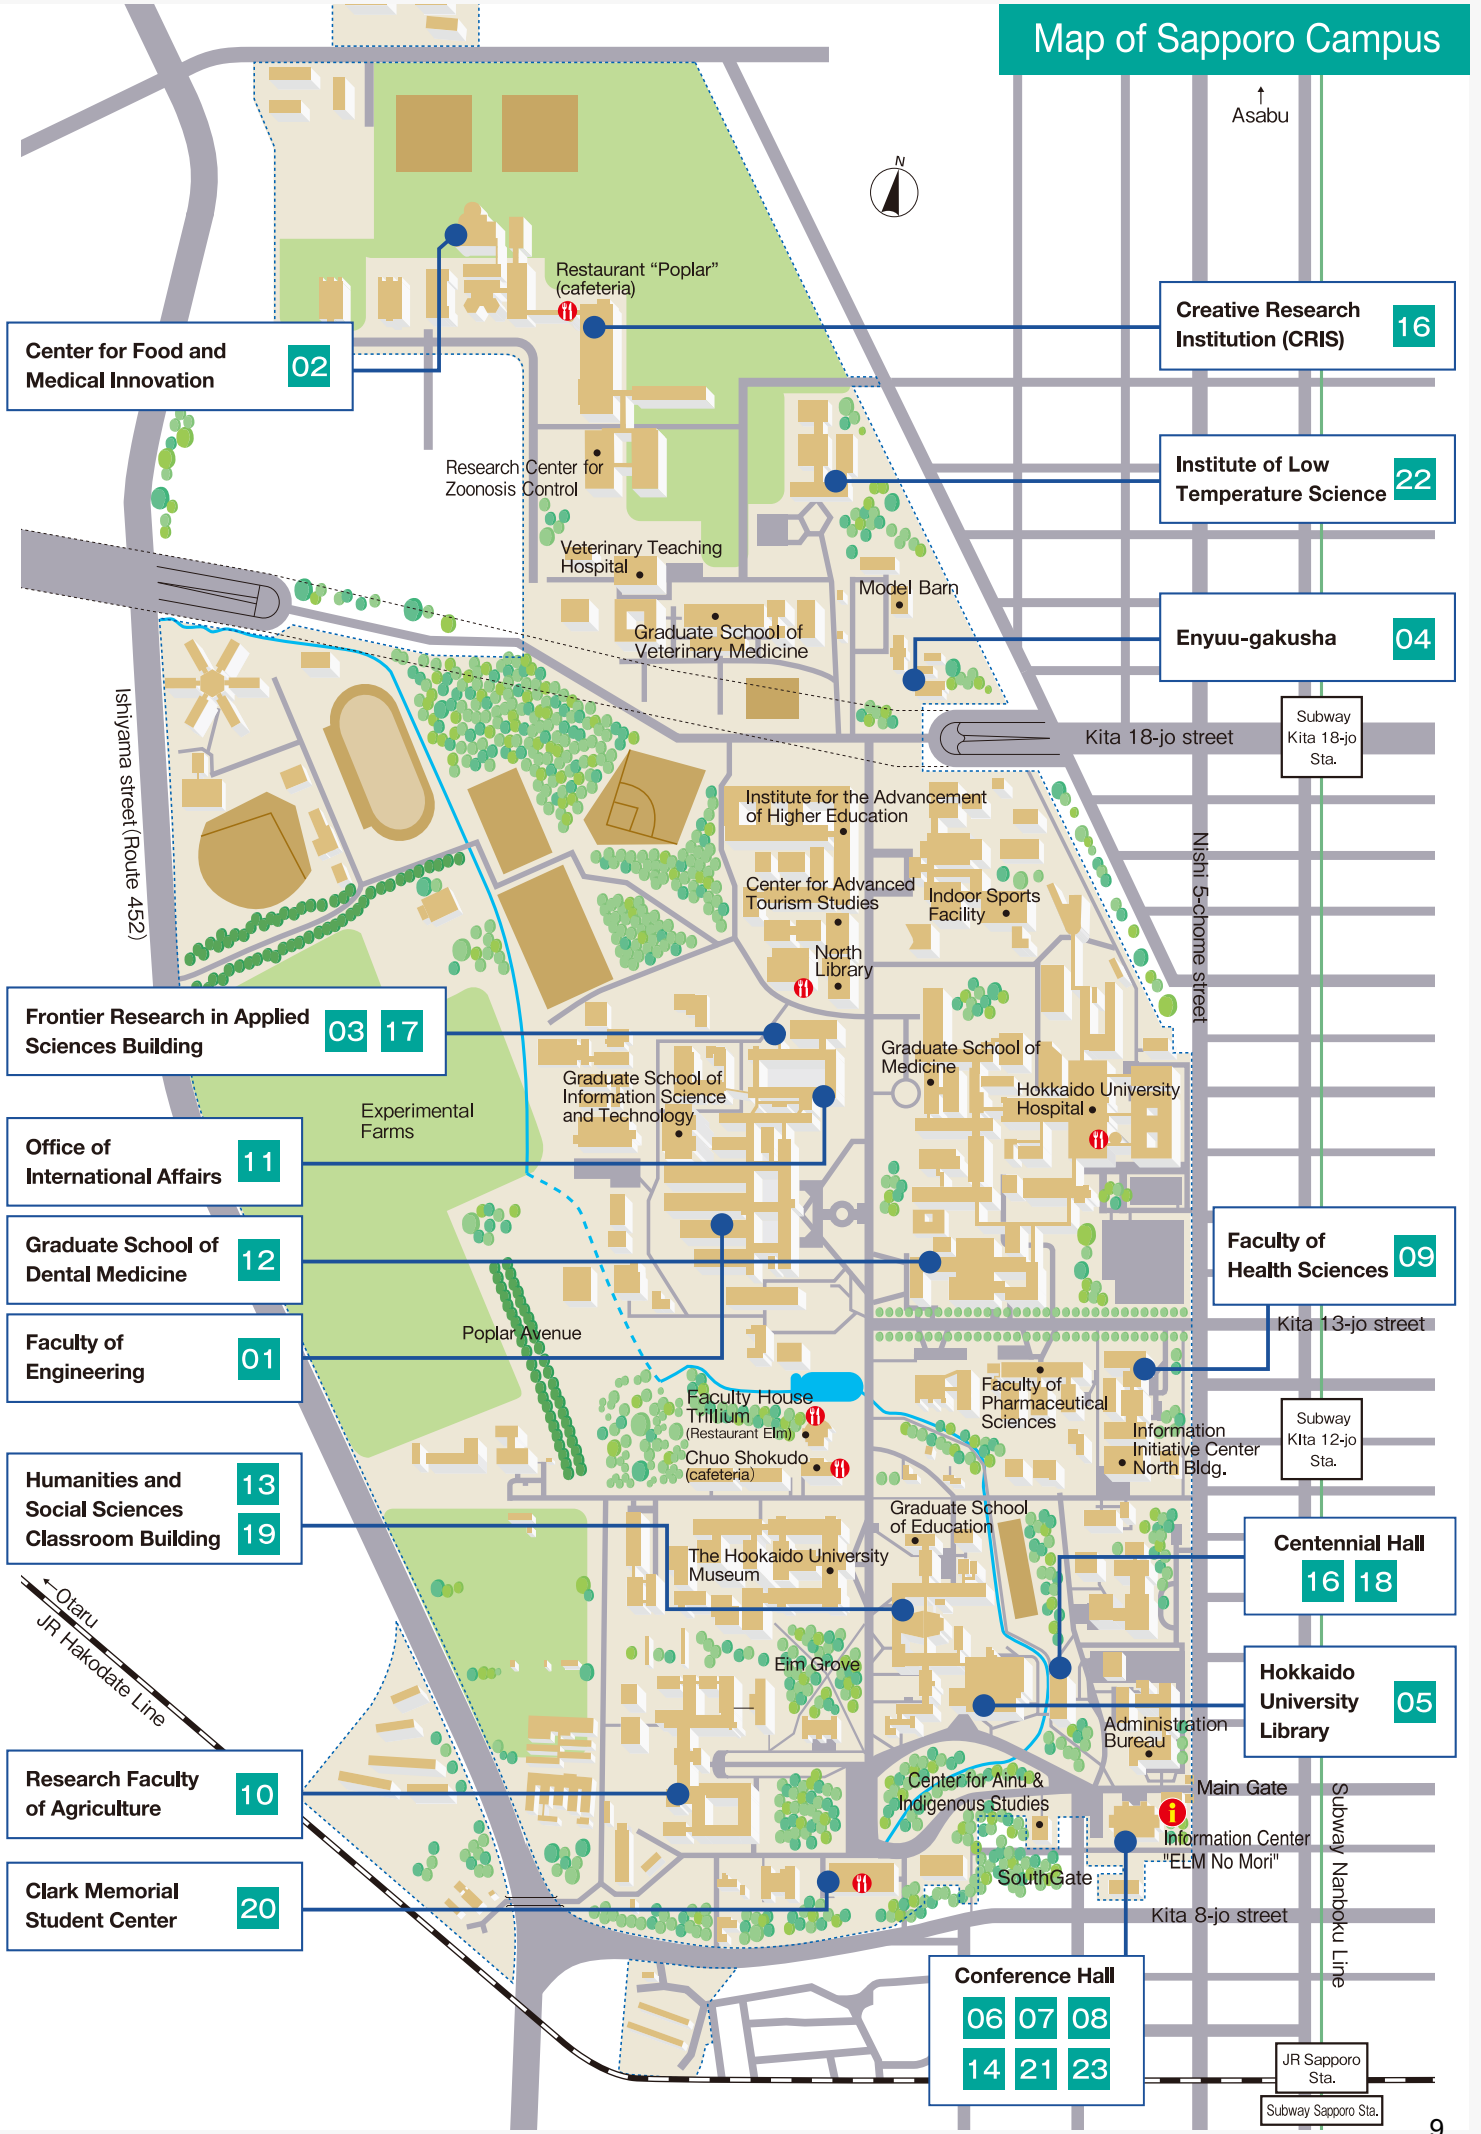 Map of Sapporo Campus
↑
Asabu
N
Restaurant “Poplar”
(cafeteria)
Creative Research
Institution (CRIS)
16
Center for Food and
Medical Innovation
02
Research Center for
Zoonosis Control
Institute of Low
Temperature Science
22
Veterinary Teaching
Hospital
Model Barn
Graduate School of
Veterinary Medicine
Enyuu-gakusha
04
Ishiyama street (Route 452)
Kita 18-jo street
Subway
Kita 18-jo
Sta.
Institute for the Advancement
of Higher Education
Nishi 5-chome street
Center for Advanced
Tourism Studies
Indoor Sports
Facility
North
Library
Frontier Research in Applied
Sciences Building
03 17
Graduate School of
Medicine
Graduate School of
Information Science
and Technology
Hokkaido University
Hospital
Experimental
Farms
Office of
International Affairs
11
Graduate School of
Dental Medicine
12
Faculty of
Health Sciences
09
Faculty of
Engineering
01
Poplar Avenue
Kita 13-jo street
Faculty House
Trillium
(Restaurant Elm)
Faculty of
Pharmaceutical
Sciences
Chuo Shokudo
(cafeteria)
Information
Initiative Center
North Bldg.
Subway
KIta 12-jo
Sta.
Humanities and
Social Sciences
Classroom Building
13
19
Graduate School
of Education
The Hookaido University
Museum
Centennial Hall
16 18
←Otaru
JR Hakodate Line
Eim Grove
Hokkaido
University
Library
05
Administration
Bureau
Research Faculty
of Agriculture
10
Center for Ainu &
Indigenous Studies
Main Gate
i
Information Center
"ELM No Mori"
Subway Nanboku Line
SouthGate
Clark Memorial
Student Center
20
Kita 8-jo street
Conference Hall
06 07 08
14 21 23
JR Sapporo
Sta.
Subway Sapporo Sta.
9